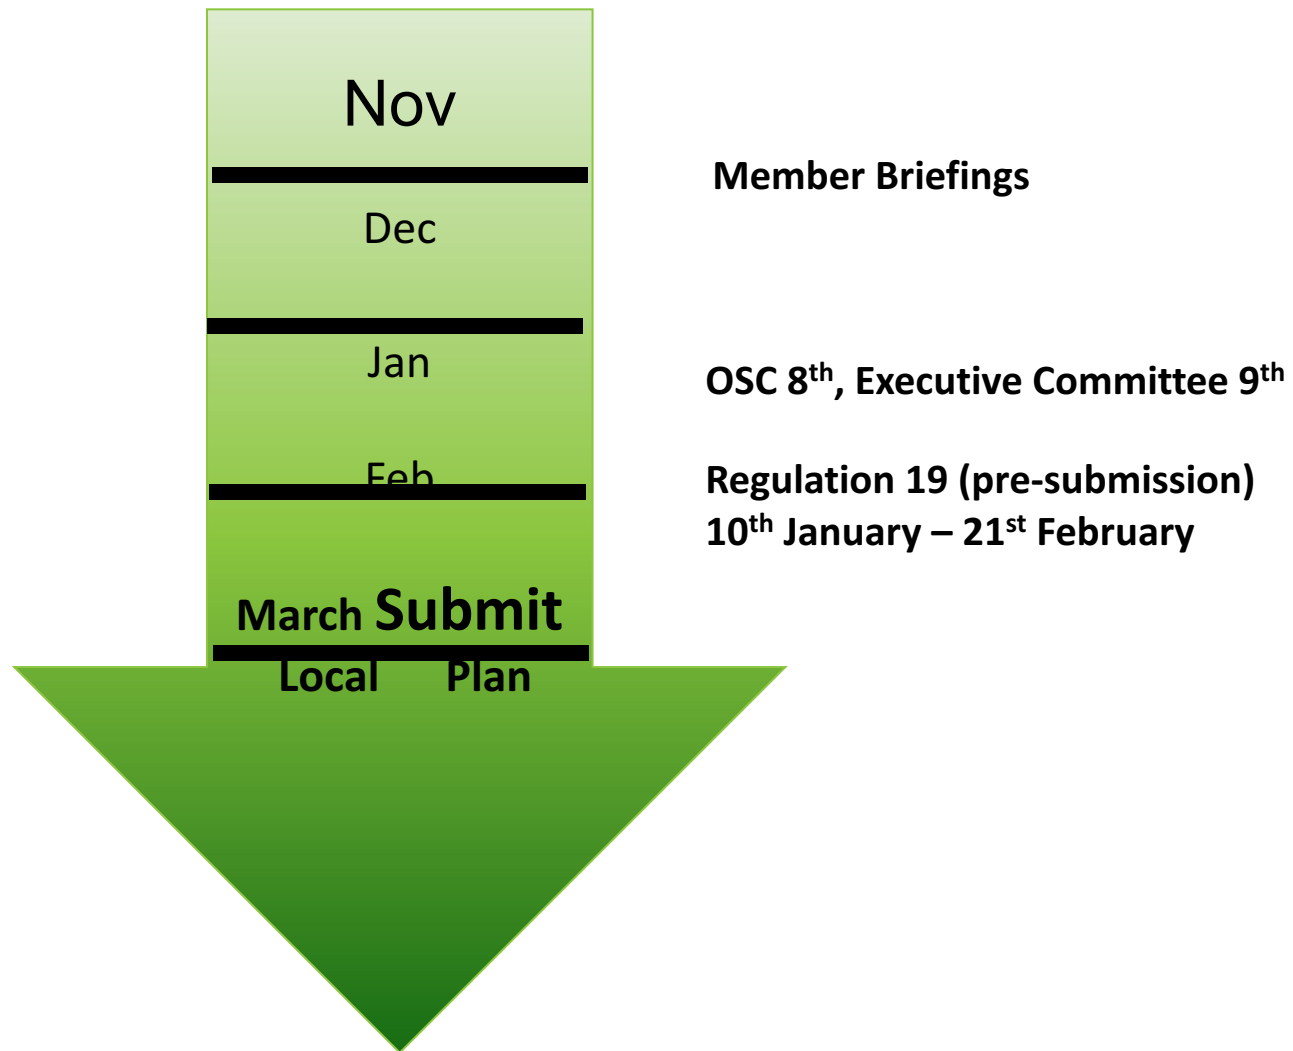 Nov
Member Briefings
Dec
Jan
OSC 8th, Executive Committee 9th
Feb
Regulation 19 (pre-submission)
10th January – 21st February
March Submit
Local Plan